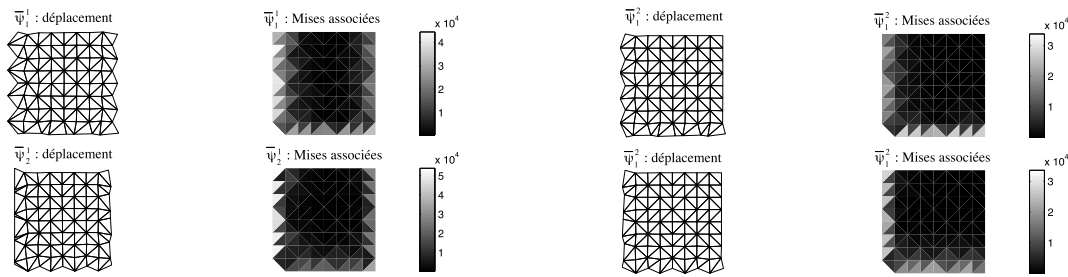 ψ̄₁¹ : déplacement
ψ̄₁¹ : Mises associées
x 10⁴
4
3
2
1
ψ̄₁² : déplacement
ψ̄₁² : Mises associées
x 10⁴
3
2
1
ψ̄₂¹ : déplacement
ψ̄₂¹ : Mises associées
x 10⁴
5
4
3
2
1
ψ̄₁² : déplacement
ψ̄₁² : Mises associées
x 10⁴
3
2
1